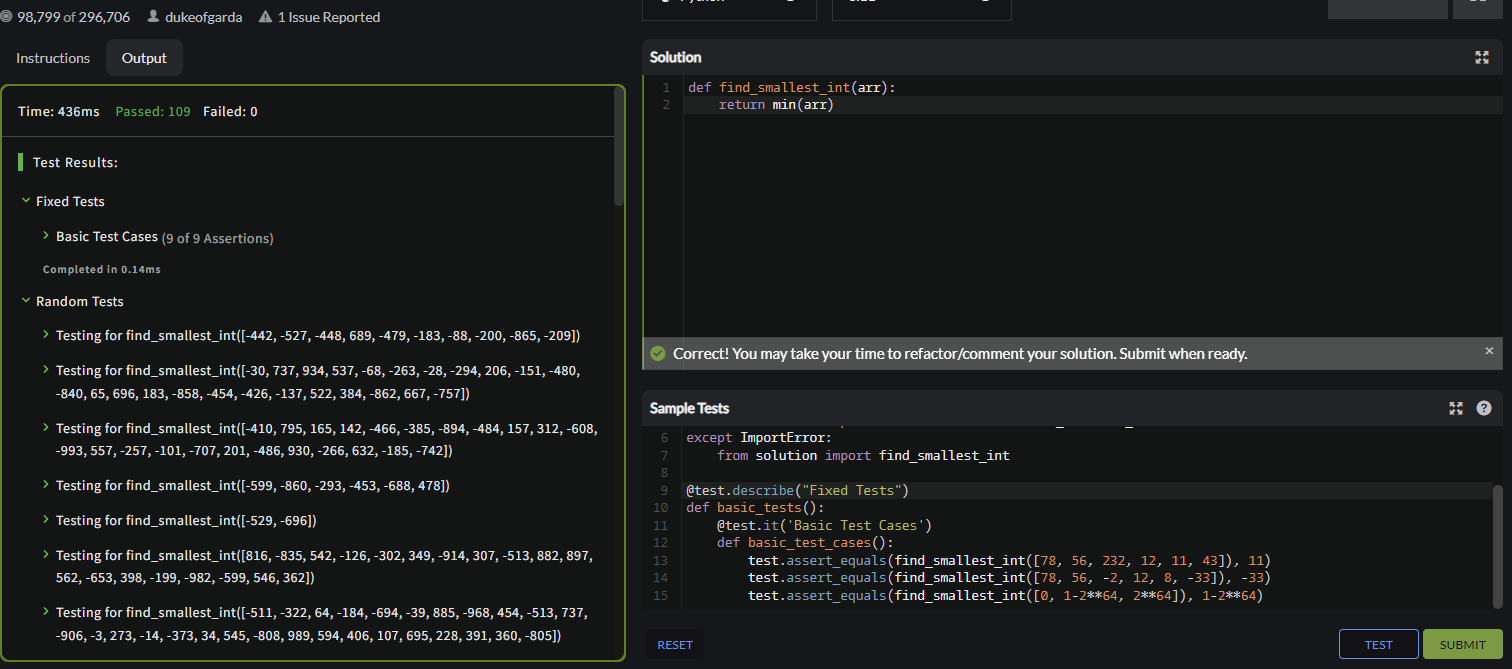 98,799 of 296,706 dukeofgarda 1 Issue Reported
Instructions Output
Time: 436ms Passed: 109 Failed: 0
Test Results:
Fixed Tests
Basic Test Cases (9 of 9 Assertions)
Completed in 0.14ms
Random Tests
Testing for find_smallest_int([-442, -527, -448, 689, -479, -183, -88, -200, -865, -209])
Testing for find_smallest_int([-30, 737, 934, 537, -68, -263, -28, -294, 206, -151, -480,
-840, 65, 696, 183, -858, -454, -426, -137, 522, 384, -862, 667, -757])
Testing for find_smallest_int([-410, 795, 165, 142, -466, -385, -894, -484, 157, 312, -608,
-993, 557, -257, -101, -707, 201, -486, 930, -266, 632, -185, -742])
Testing for find_smallest_int([-599, -860, -293, -453, -688, 478])
Testing for find_smallest_int([-529, -696])
Testing for find_smallest_int([816, -835, 542, -126, -302, 349, -914, 307, -513, 882, 897,
562, -653, 398, -199, -982, -599, 546, 362])
Testing for find_smallest_int([-511, -322, 64, -184, -694, -39, 885, -968, 454, -513, 737,
-906, -3, 273, -14, -373, 34, 545, -808, 989, 594, 406, 107, 695, 228, 391, 360, -805])
Solution
1 def find_smallest_int(arr):
2 return min(arr)
Correct! You may take your time to refactor/comment your solution. Submit when ready. ×
Sample Tests ?
6 except ImportError:
7 from solution import find_smallest_int
8
9 @test.describe("Fixed Tests")
10 def basic_tests():
11 @test.it('Basic Test Cases')
12 def basic_test_cases():
13 test.assert_equals(find_smallest_int([78, 56, 232, 12, 11, 43]), 11)
14 test.assert_equals(find_smallest_int([78, 56, -2, 12, 8, -33]), -33)
15 test.assert_equals(find_smallest_int([0, 1-2**64, 2**64]), 1-2**64)
RESET TEST SUBMIT